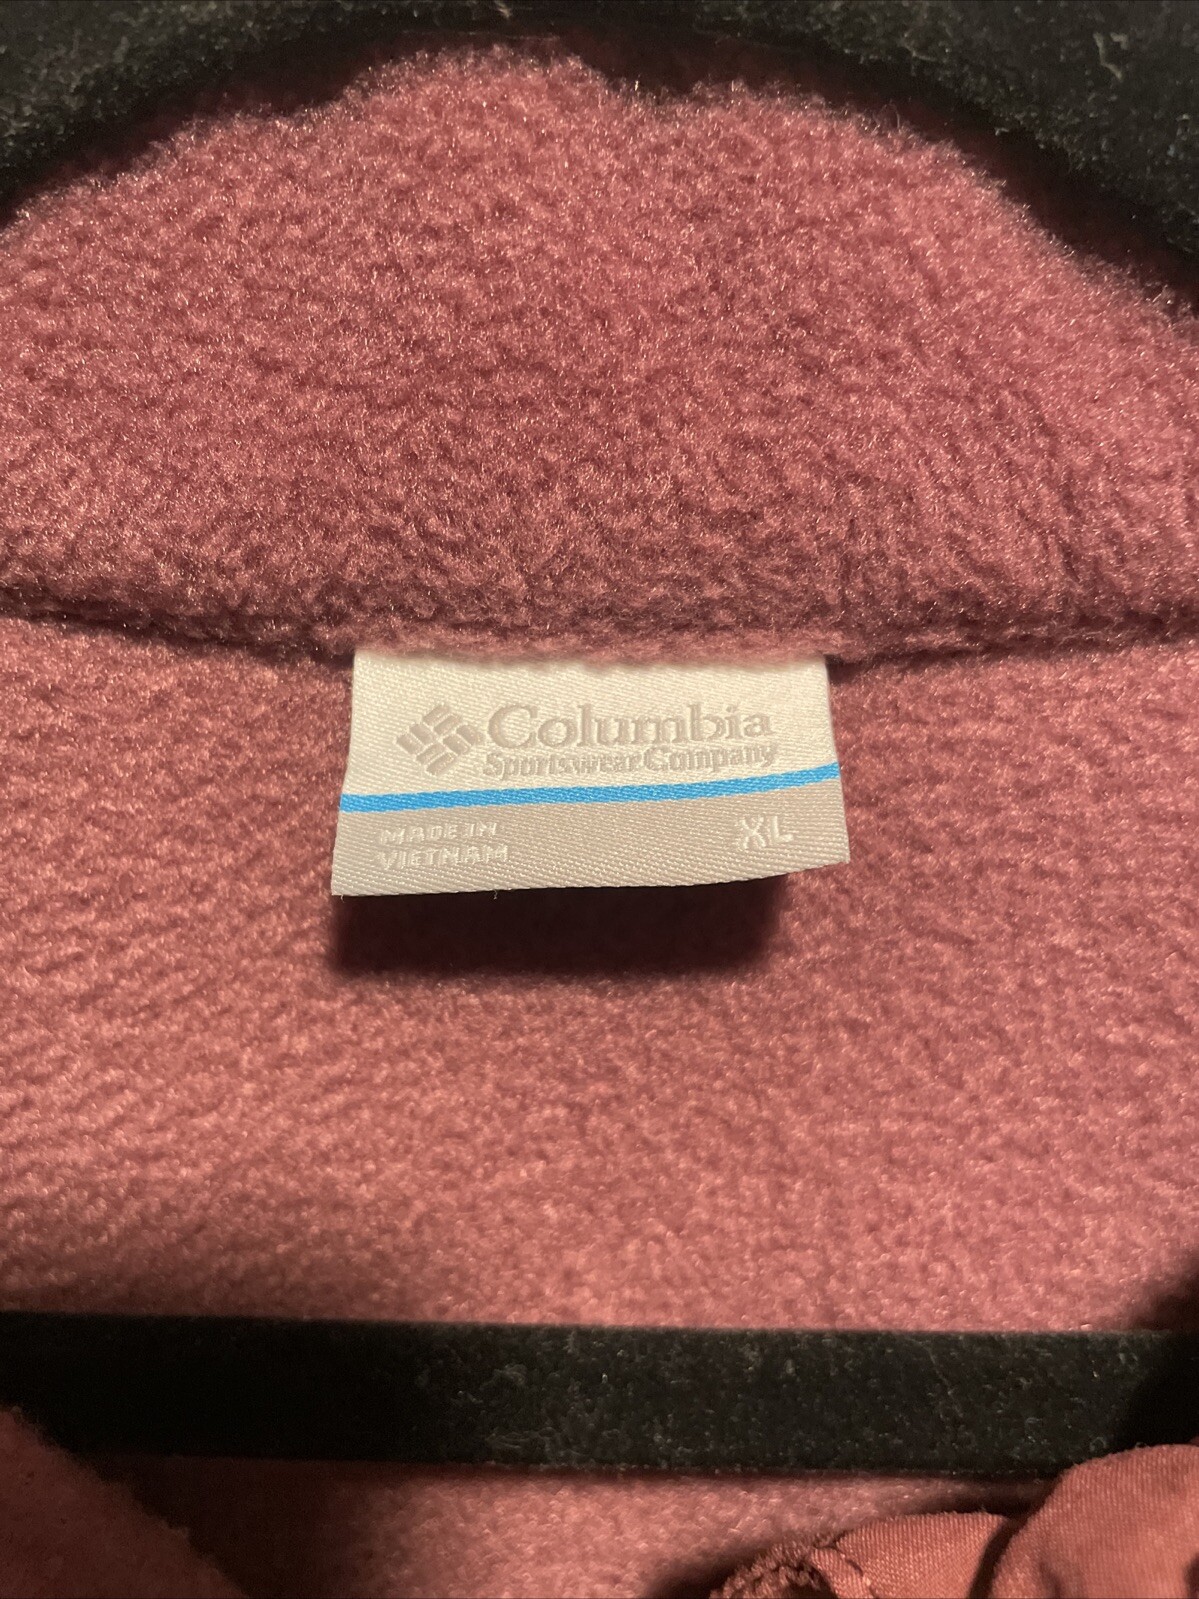 Columbia
Sportswear Company
MADE IN
VIETNAM
XL